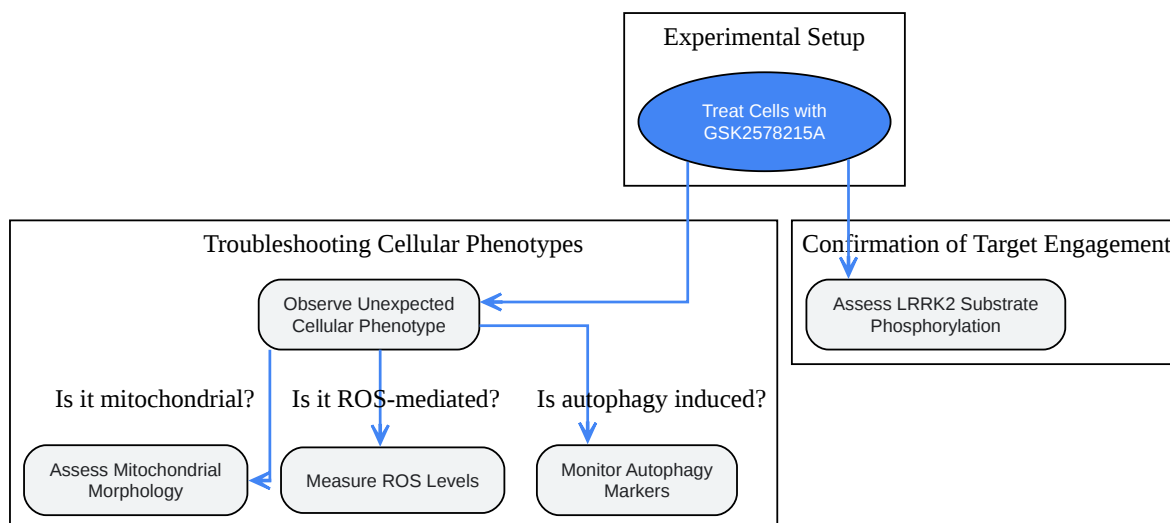 Experimental Setup
Treat Cells with
GSK2578215A
Troubleshooting Cellular Phenotypes
Confirmation of Target Engagement
Observe Unexpected
Cellular Phenotype
Assess LRRK2 Substrate
Phosphorylation
Is it mitochondrial?
Is it ROS-mediated?
Is autophagy induced?
Assess Mitochondrial
Morphology
Measure ROS Levels
Monitor Autophagy
Markers